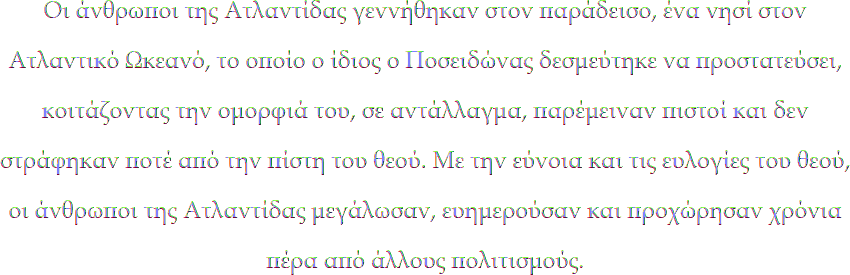 Οι άνθρωποι της Ατλαντίδας γεννήθηκαν στον παράδεισο, ένα νησί στον
Ατλαντικό Ωκεανό, το οποίο ο ίδιος ο Ποσειδώνας δεσμεύτηκε να προστατεύσει,
κοιτάζοντας την ομορφιά του, σε αντάλλαγμα, παρέμειναν πιστοί και δεν
στράφηκαν ποτέ από την πίστη του θεού. Με την εύνοια και τις ευλογίες του θεού,
οι άνθρωποι της Ατλαντίδας μεγάλωσαν, ευημερούσαν και προχώρησαν χρόνια
πέρα από άλλους πολιτισμούς.